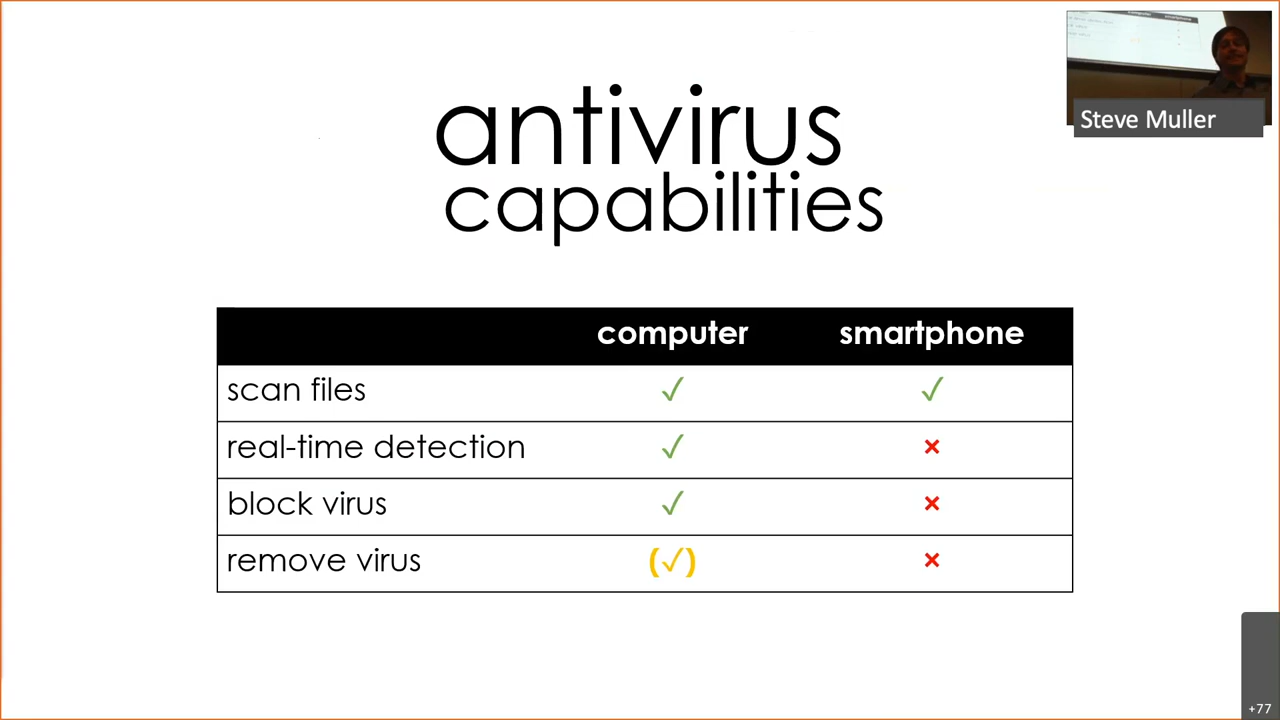 antivirus
capabilities
Steve Muller
computer smartphone
scan files ✓ ✓
real-time detection ✓ ×
block virus ✓ ×
remove virus (✓) ×
+77